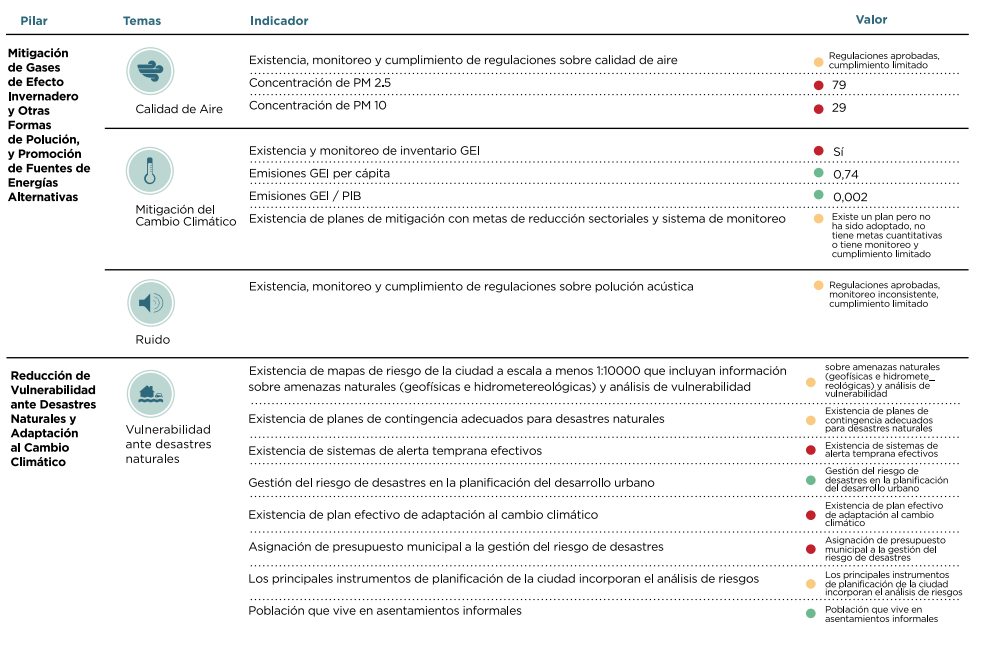 Pilar Temas Indicador Valor
Mitigación
de Gases
de Efecto
Invernadero
y Otras
Formas
de Polución,
y Promoción
de Fuentes de
Energías
Alternativas
Calidad de Aire
Existencia, monitoreo y cumplimiento de regulaciones sobre calidad de aire
Regulaciones aprobadas,
cumplimiento limitado
Concentración de PM 2.5
79
Concentración de PM 10
29
Mitigación del
Cambio Climático
Existencia y monitoreo de inventario GEI
Sí
Emisiones GEI per cápita
0,74
Emisiones GEI / PIB
0,002
Existencia de planes de mitigación con metas de reducción sectoriales y sistema de monitoreo
Existe un plan pero no
ha sido adoptado, no
tiene metas cuantitativas
o tiene monitoreo y
cumplimiento limitado
Ruido
Existencia, monitoreo y cumplimiento de regulaciones sobre polución acústica
Regulaciones aprobadas,
monitoreo inconsistente,
cumplimiento limitado
Reducción de
Vulnerabilidad
ante Desastres
Naturales y
Adaptación
al Cambio
Climático
Vulnerabilidad
ante desastres
naturales
Existencia de mapas de riesgo de la ciudad a escala a menos 1:10000 que incluyan información
sobre amenazas naturales (geofísicas e hidrometereológicas) y análisis de vulnerabilidad
sobre amenazas naturales
(geofísicas e hidromete_
reológicas) y análisis de
vulnerabilidad
Existencia de planes de contingencia adecuados para desastres naturales
Existencia de planes de
contingencia adecuados
para desastres naturales
Existencia de sistemas de alerta temprana efectivos
Existencia de sistemas de
alerta temprana efectivos
Gestión del riesgo de desastres en la planificación del desarrollo urbano
Gestión del riesgo de
desastres en la planificación
del desarrollo urbano
Existencia de plan efectivo de adaptación al cambio climático
Existencia de plan efectivo
de adaptación al cambio
climático
Asignación de presupuesto municipal a la gestión del riesgo de desastres
Asignación de presupuesto
municipal a la gestión del
riesgo de desastres
Los principales instrumentos de planificación de la ciudad incorporan el análisis de riesgos
Los principales instrumentos
de planificación de la ciudad
incorporan el análisis de riesgos
Población que vive en asentamientos informales
Población que vive en
asentamientos informales